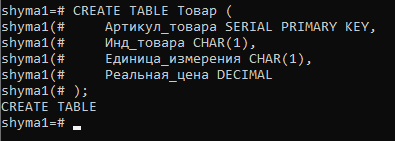 shyma1=# CREATE TABLE Товар (
shyma1(#     Артикул_товара SERIAL PRIMARY KEY,
shyma1(#     Инд_товара CHAR(1),
shyma1(#     Единица_измерения CHAR(1),
shyma1(#     Реальная_цена DECIMAL
shyma1(# );
CREATE TABLE
shyma1=#